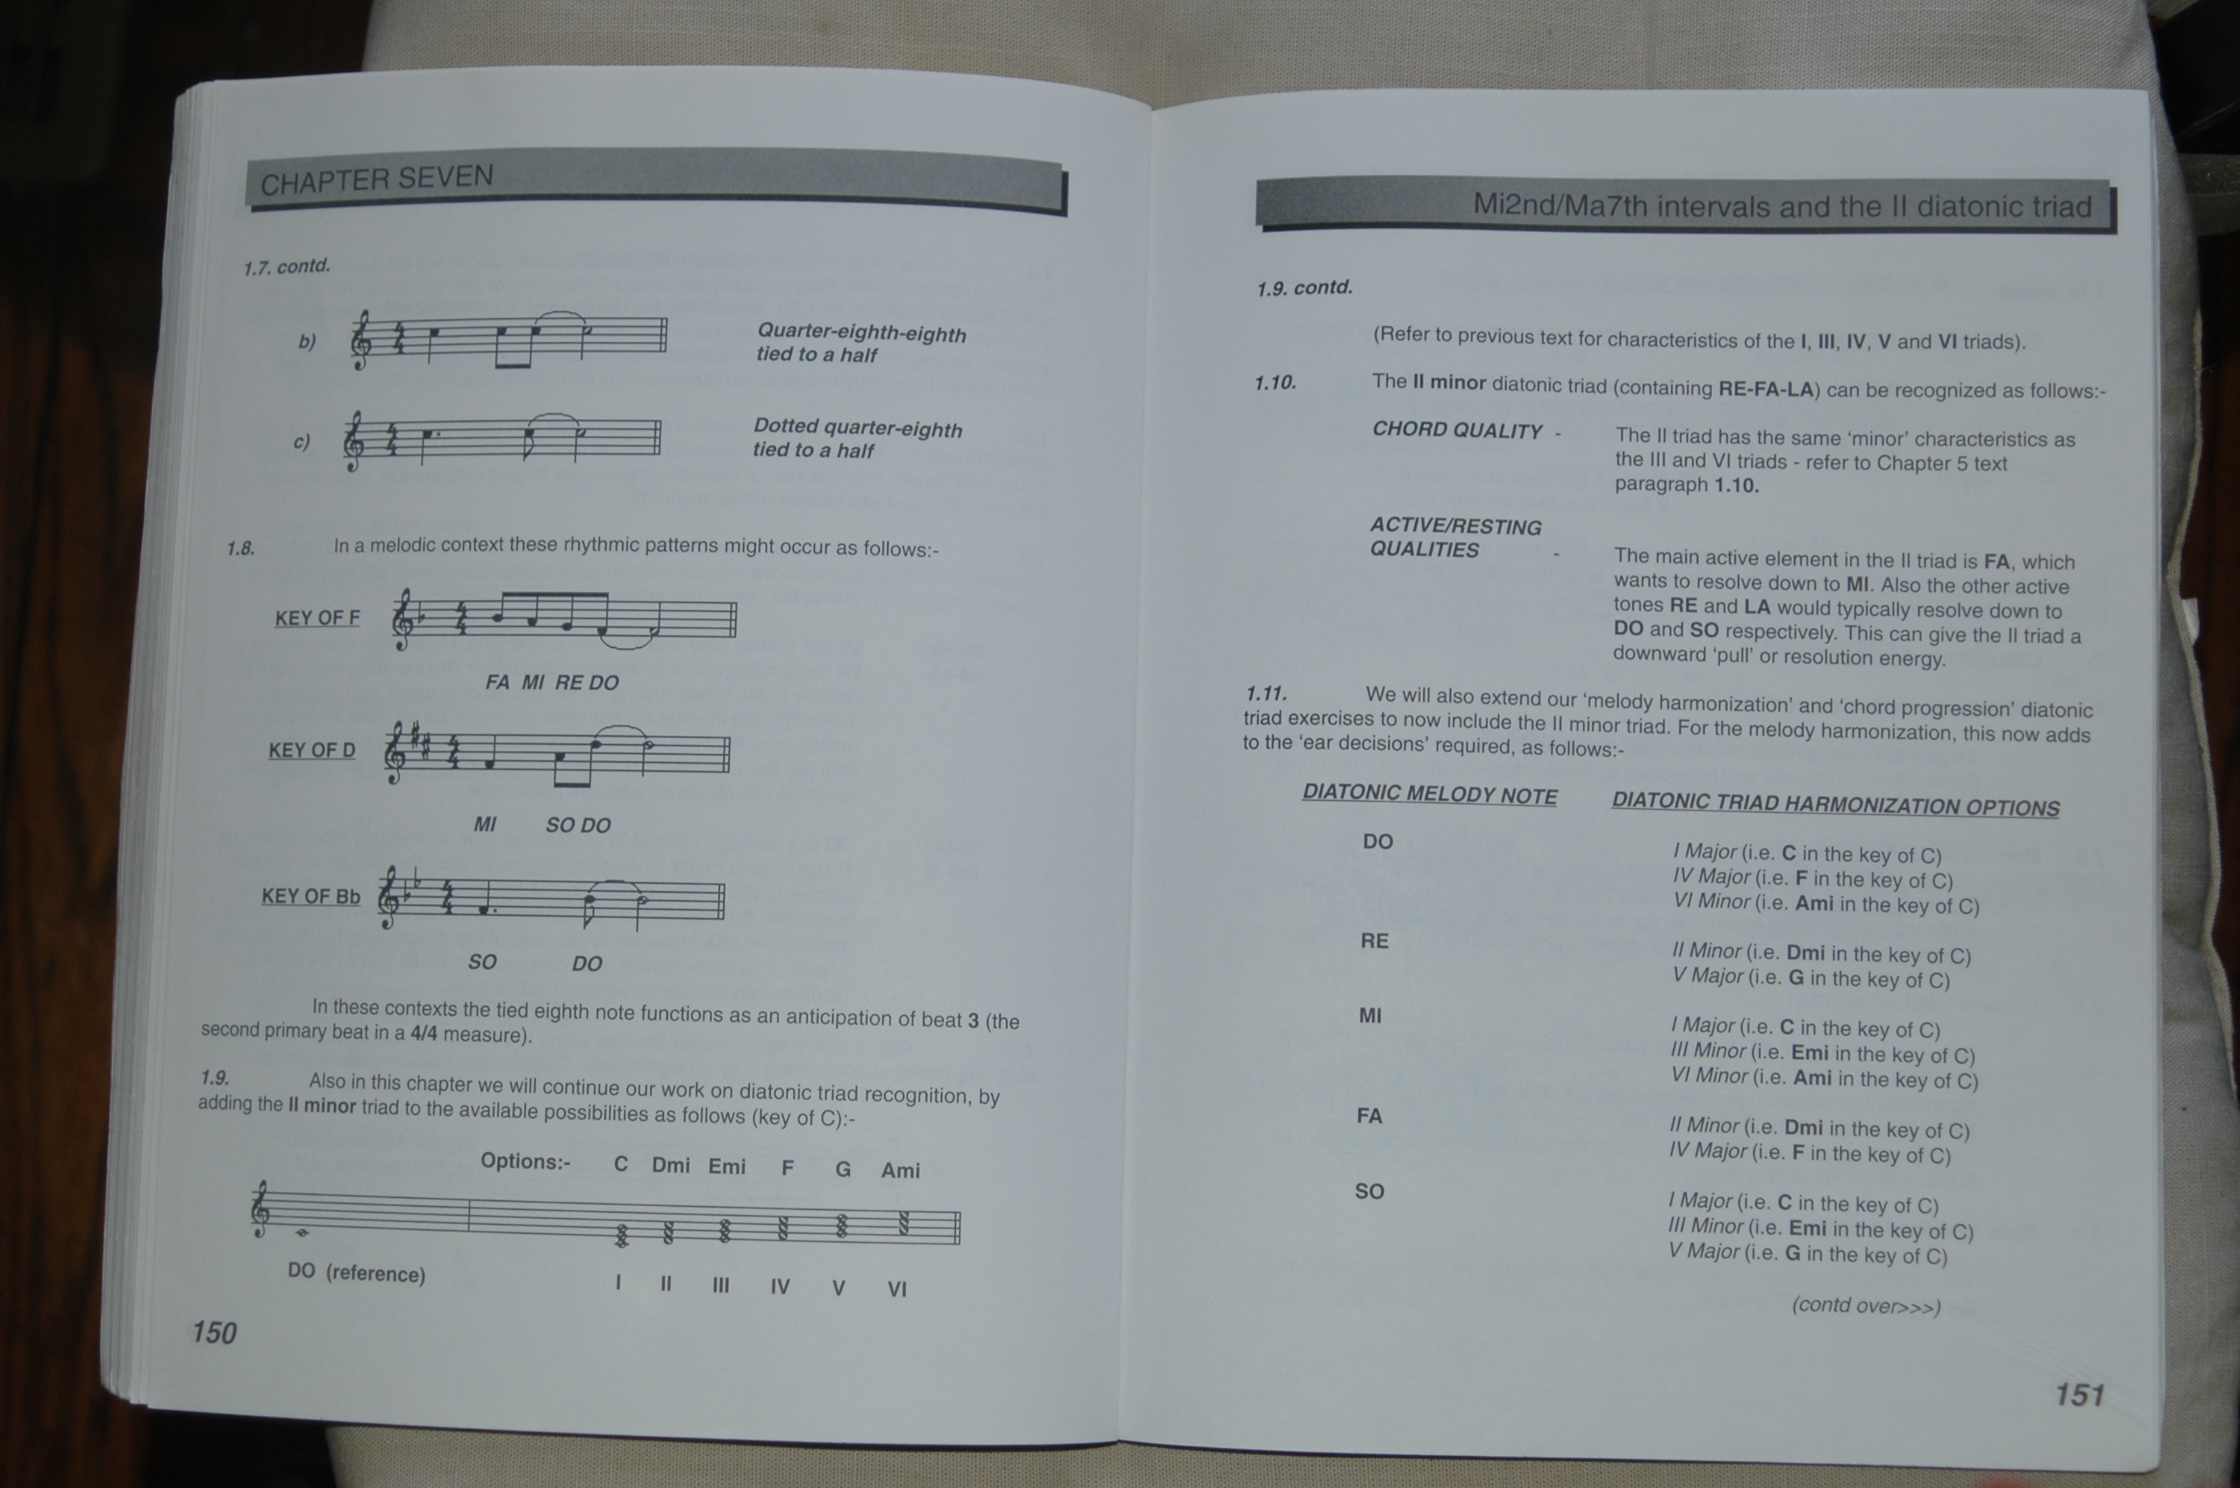 CHAPTER SEVEN
1.7. contd.
b)
Quarter-eighth-eighth
tied to a half
c)
Dotted quarter-eighth
tied to a half
1.8. In a melodic context these rhythmic patterns might occur as follows:-
KEY OF F
FA MI RE DO
KEY OF D
MI SO DO
KEY OF Bb
SO DO
In these contexts the tied eighth note functions as an anticipation of beat 3 (the
second primary beat in a 4/4 measure).
1.9. Also in this chapter we will continue our work on diatonic triad recognition, by
adding the II minor triad to the available possibilities as follows (key of C):-
Options:- C Dmi Emi F G Ami
DO (reference) I II III IV V VI
150
Mi2nd/Ma7th intervals and the II diatonic triad
1.9. contd.
(Refer to previous text for characteristics of the I, III, IV, V and VI triads).
1.10. The II minor diatonic triad (containing RE-FA-LA) can be recognized as follows:-
CHORD QUALITY - The II triad has the same 'minor' characteristics as
the III and VI triads - refer to Chapter 5 text
paragraph 1.10.
ACTIVE/RESTING
QUALITIES - The main active element in the II triad is FA, which
wants to resolve down to MI. Also the other active
tones RE and LA would typically resolve down to
DO and SO respectively. This can give the II triad a
downward 'pull' or resolution energy.
1.11. We will also extend our 'melody harmonization' and 'chord progression' diatonic
triad exercises to now include the II minor triad. For the melody harmonization, this now adds
to the 'ear decisions' required, as follows:-
DIATONIC MELODY NOTE DIATONIC TRIAD HARMONIZATION OPTIONS
DO I Major (i.e. C in the key of C)
IV Major (i.e. F in the key of C)
VI Minor (i.e. Ami in the key of C)
RE II Minor (i.e. Dmi in the key of C)
V Major (i.e. G in the key of C)
MI I Major (i.e. C in the key of C)
III Minor (i.e. Emi in the key of C)
VI Minor (i.e. Ami in the key of C)
FA II Minor (i.e. Dmi in the key of C)
IV Major (i.e. F in the key of C)
SO I Major (i.e. C in the key of C)
III Minor (i.e. Emi in the key of C)
V Major (i.e. G in the key of C)
(contd over>>>)
151